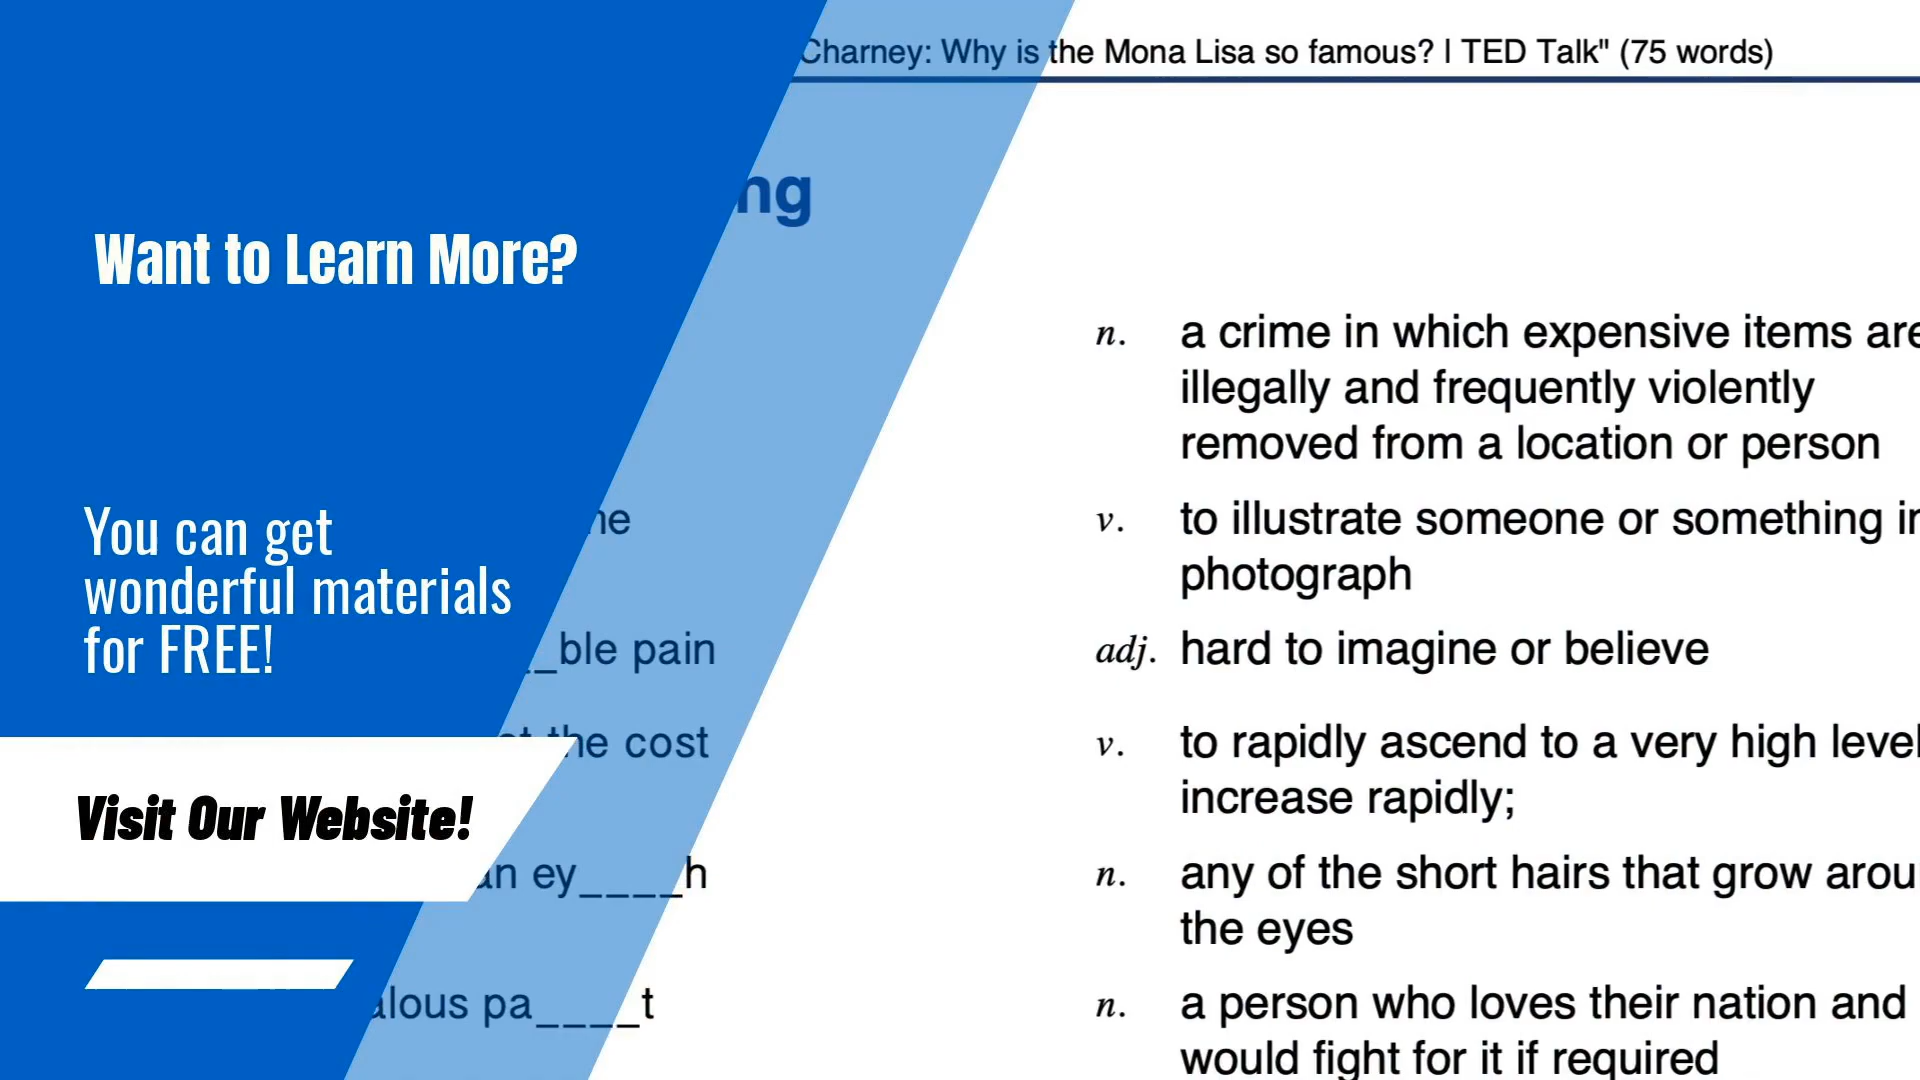 Charney: Why is the Mona Lisa so famous? | TED Talk" (75 words)
ng
Want to Learn More?
You can get
wonderful materials
for FREE!
Visit Our Website!
n. a crime in which expensive items are
illegally and frequently violently
removed from a location or person
ne v. to illustrate someone or something in
photograph
_ble pain adj. hard to imagine or believe
the cost v. to rapidly ascend to a very high level
increase rapidly;
an ey____h n. any of the short hairs that grow arou
the eyes
alous pa____t n. a person who loves their nation and
would fight for it if required